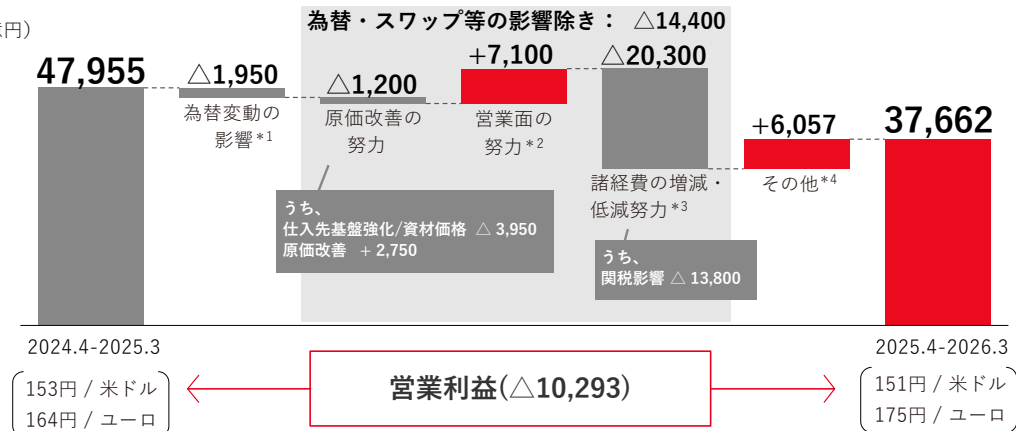 円)
為替・スワップ等の影響除き： △14,400
47,955
△1,950
為替変動の
影響*1
△1,200
原価改善の
努力
+7,100
営業面の
努力*2
△20,300
諸経費の増減・
低減努力*3
+6,057
その他*4
37,662
うち、
仕入先基盤強化/資材価格 △ 3,950
原価改善 + 2,750
うち、
関税影響 △ 13,800
2024.4-2025.3
153円 / 米ドル
164円 / ユーロ
営業利益(△10,293)
2025.4-2026.3
151円 / 米ドル
175円 / ユーロ